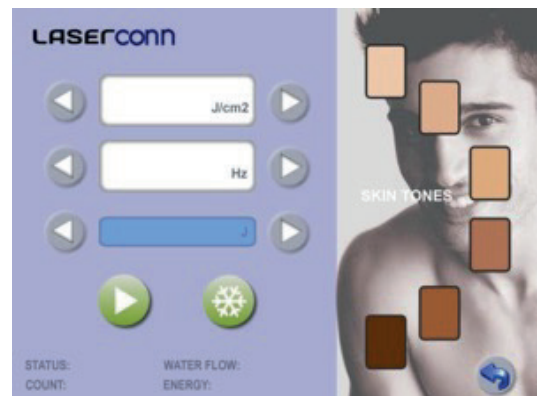 LASERCONN
J/cm2
Hz
J
SKIN TONES
STATUS: WATER FLOW:
COUNT: ENERGY: